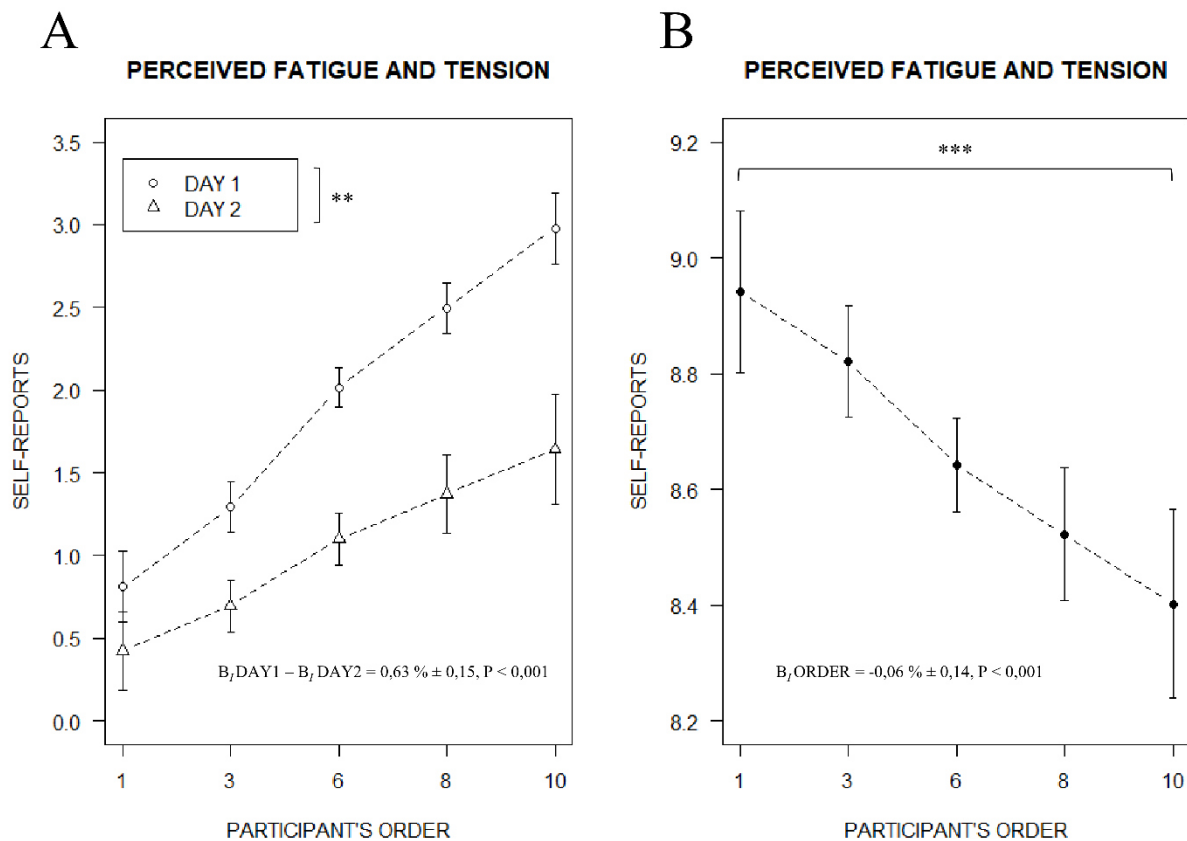 A
PERCEIVED FATIGUE AND TENSION
3.5
3.0
2.5
2.0
1.5
1.0
0.5
0.0
SELF-REPORTS
DAY 1
DAY 2
**
B₁DAY1 – B₁DAY2 = 0,63 % ± 0,15, P < 0,001
1 3 6 8 10
PARTICIPANT'S ORDER
B
PERCEIVED FATIGUE AND TENSION
9.2
9.0
8.8
8.6
8.4
8.2
SELF-REPORTS
***
B₁ORDER = -0,06 % ± 0,14, P < 0,001
1 3 6 8 10
PARTICIPANT'S ORDER